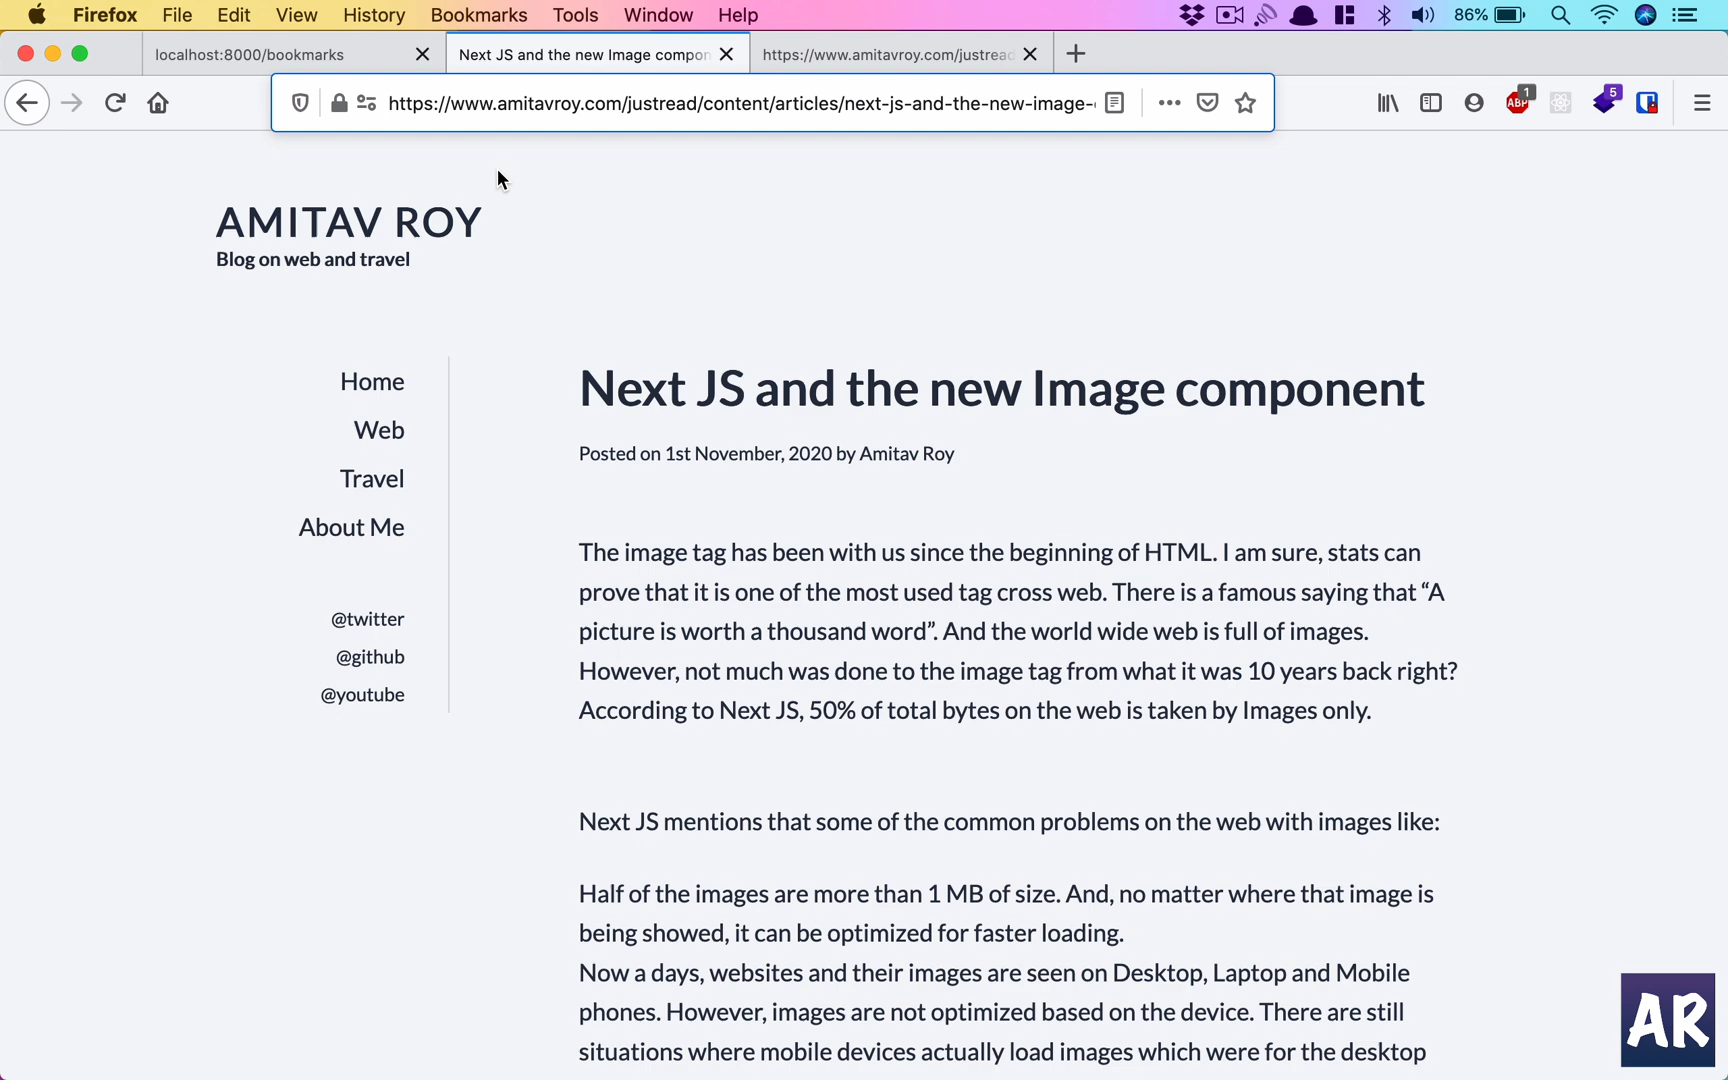 Firefox File Edit View History Bookmarks Tools Window Help 86%
localhost:8000/bookmarks
Next JS and the new Image compon
https://www.amitavroy.com/justread
https://www.amitavroy.com/justread/content/articles/next-js-and-the-new-image-
ABP 1 5
AMITAV ROY
Blog on web and travel
Home
Web
Travel
About Me
@twitter
@github
@youtube
Next JS and the new Image component
Posted on 1st November, 2020 by Amitav Roy
The image tag has been with us since the beginning of HTML. I am sure, stats can
prove that it is one of the most used tag cross web. There is a famous saying that “A
picture is worth a thousand word”. And the world wide web is full of images.
However, not much was done to the image tag from what it was 10 years back right?
According to Next JS, 50% of total bytes on the web is taken by Images only.
Next JS mentions that some of the common problems on the web with images like:
Half of the images are more than 1 MB of size. And, no matter where that image is
being showed, it can be optimized for faster loading.
Now a days, websites and their images are seen on Desktop, Laptop and Mobile
phones. However, images are not optimized based on the device. There are still
situations where mobile devices actually load images which were for the desktop
AR